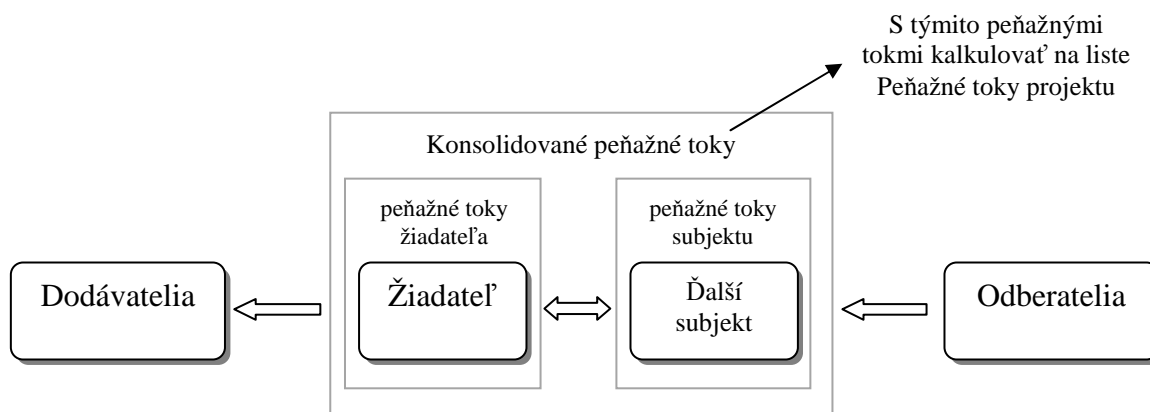 S týmito peňažnými
tokmi kalkulovať na liste
Peňažné toky projektu
Konsolidované peňažné toky
peňažné toky
žiadateľa
peňažné toky
subjektu
Dodávatelia
Žiadateľ
Ďalší
subjekt
Odberatelia